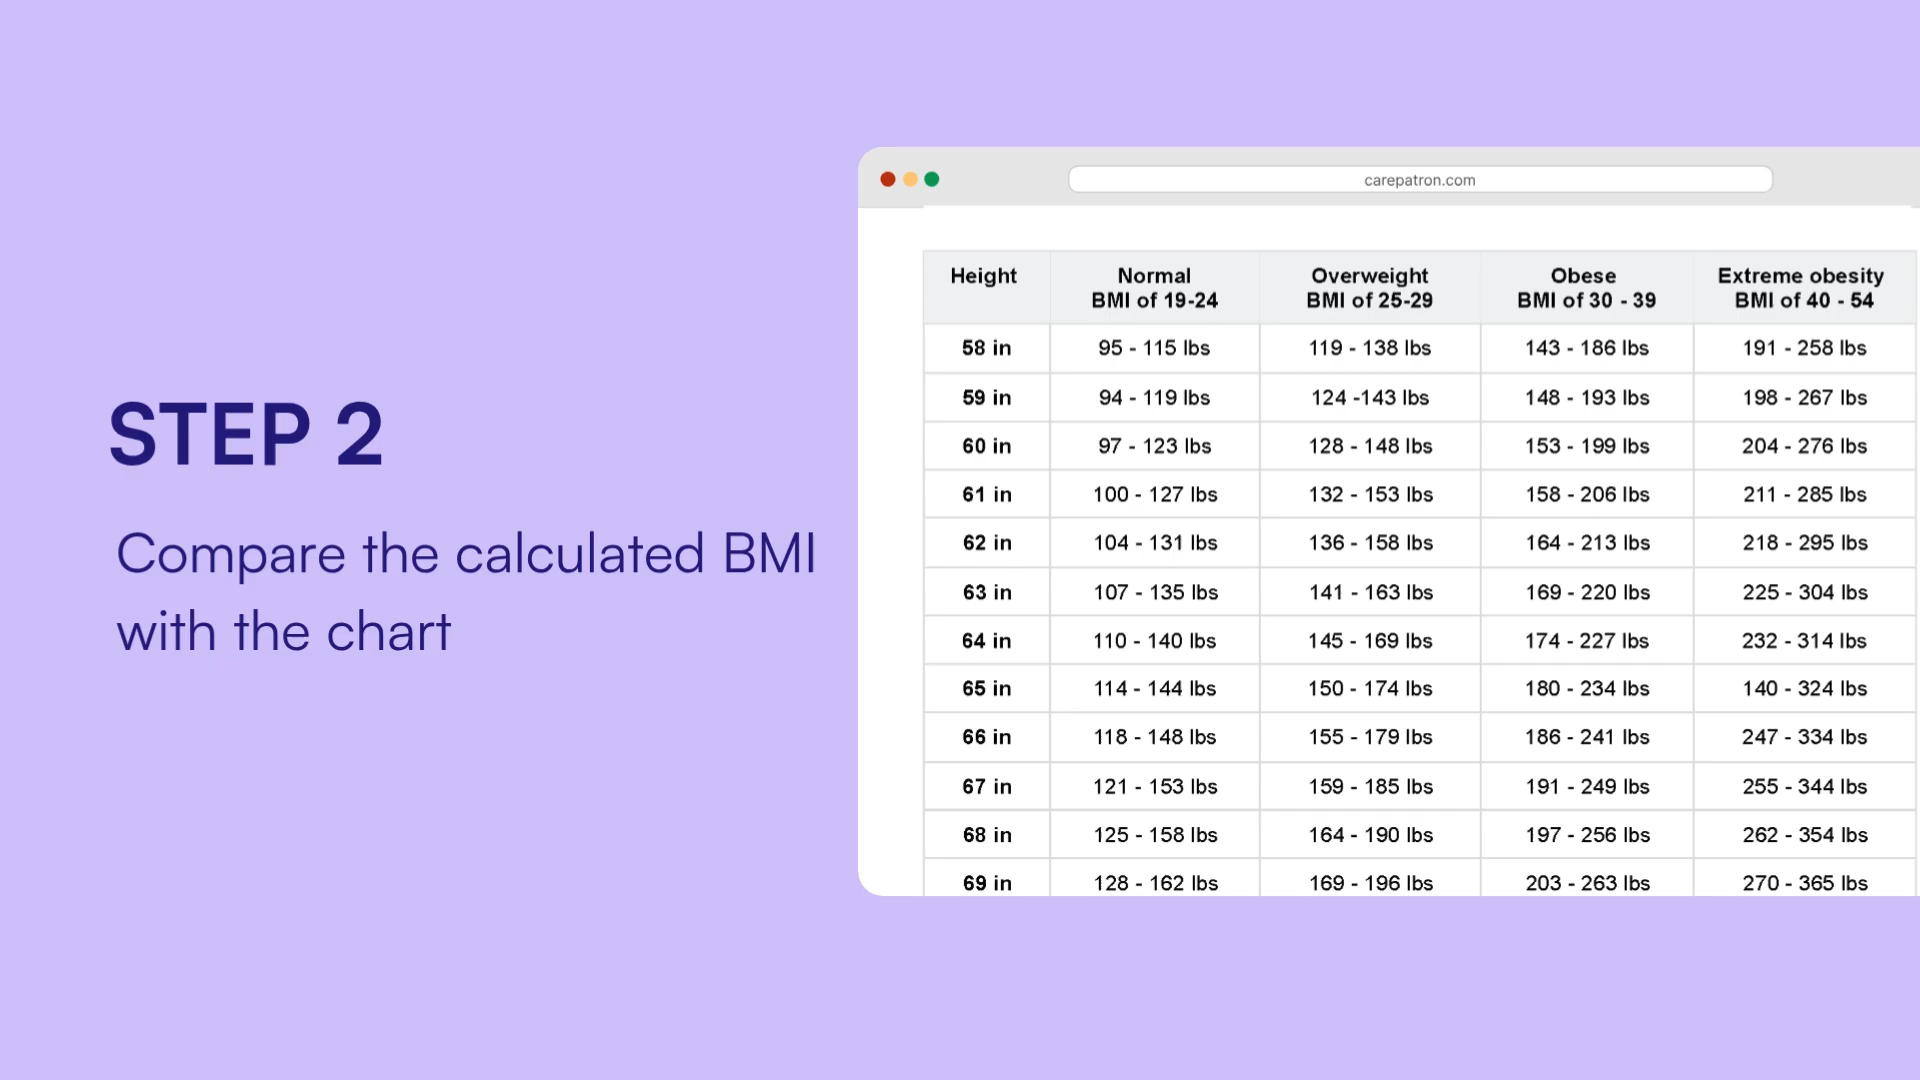 STEP 2
Compare the calculated BMI
with the chart
carepatron.com
Height Normal Overweight Obese Extreme obesity
BMI of 19-24 BMI of 25-29 BMI of 30 - 39 BMI of 40 - 54
58 in 95 - 115 lbs 119 - 138 lbs 143 - 186 lbs 191 - 258 lbs
59 in 94 - 119 lbs 124 -143 lbs 148 - 193 lbs 198 - 267 lbs
60 in 97 - 123 lbs 128 - 148 lbs 153 - 199 lbs 204 - 276 lbs
61 in 100 - 127 lbs 132 - 153 lbs 158 - 206 lbs 211 - 285 lbs
62 in 104 - 131 lbs 136 - 158 lbs 164 - 213 lbs 218 - 295 lbs
63 in 107 - 135 lbs 141 - 163 lbs 169 - 220 lbs 225 - 304 lbs
64 in 110 - 140 lbs 145 - 169 lbs 174 - 227 lbs 232 - 314 lbs
65 in 114 - 144 lbs 150 - 174 lbs 180 - 234 lbs 140 - 324 lbs
66 in 118 - 148 lbs 155 - 179 lbs 186 - 241 lbs 247 - 334 lbs
67 in 121 - 153 lbs 159 - 185 lbs 191 - 249 lbs 255 - 344 lbs
68 in 125 - 158 lbs 164 - 190 lbs 197 - 256 lbs 262 - 354 lbs
69 in 128 - 162 lbs 169 - 196 lbs 203 - 263 lbs 270 - 365 lbs